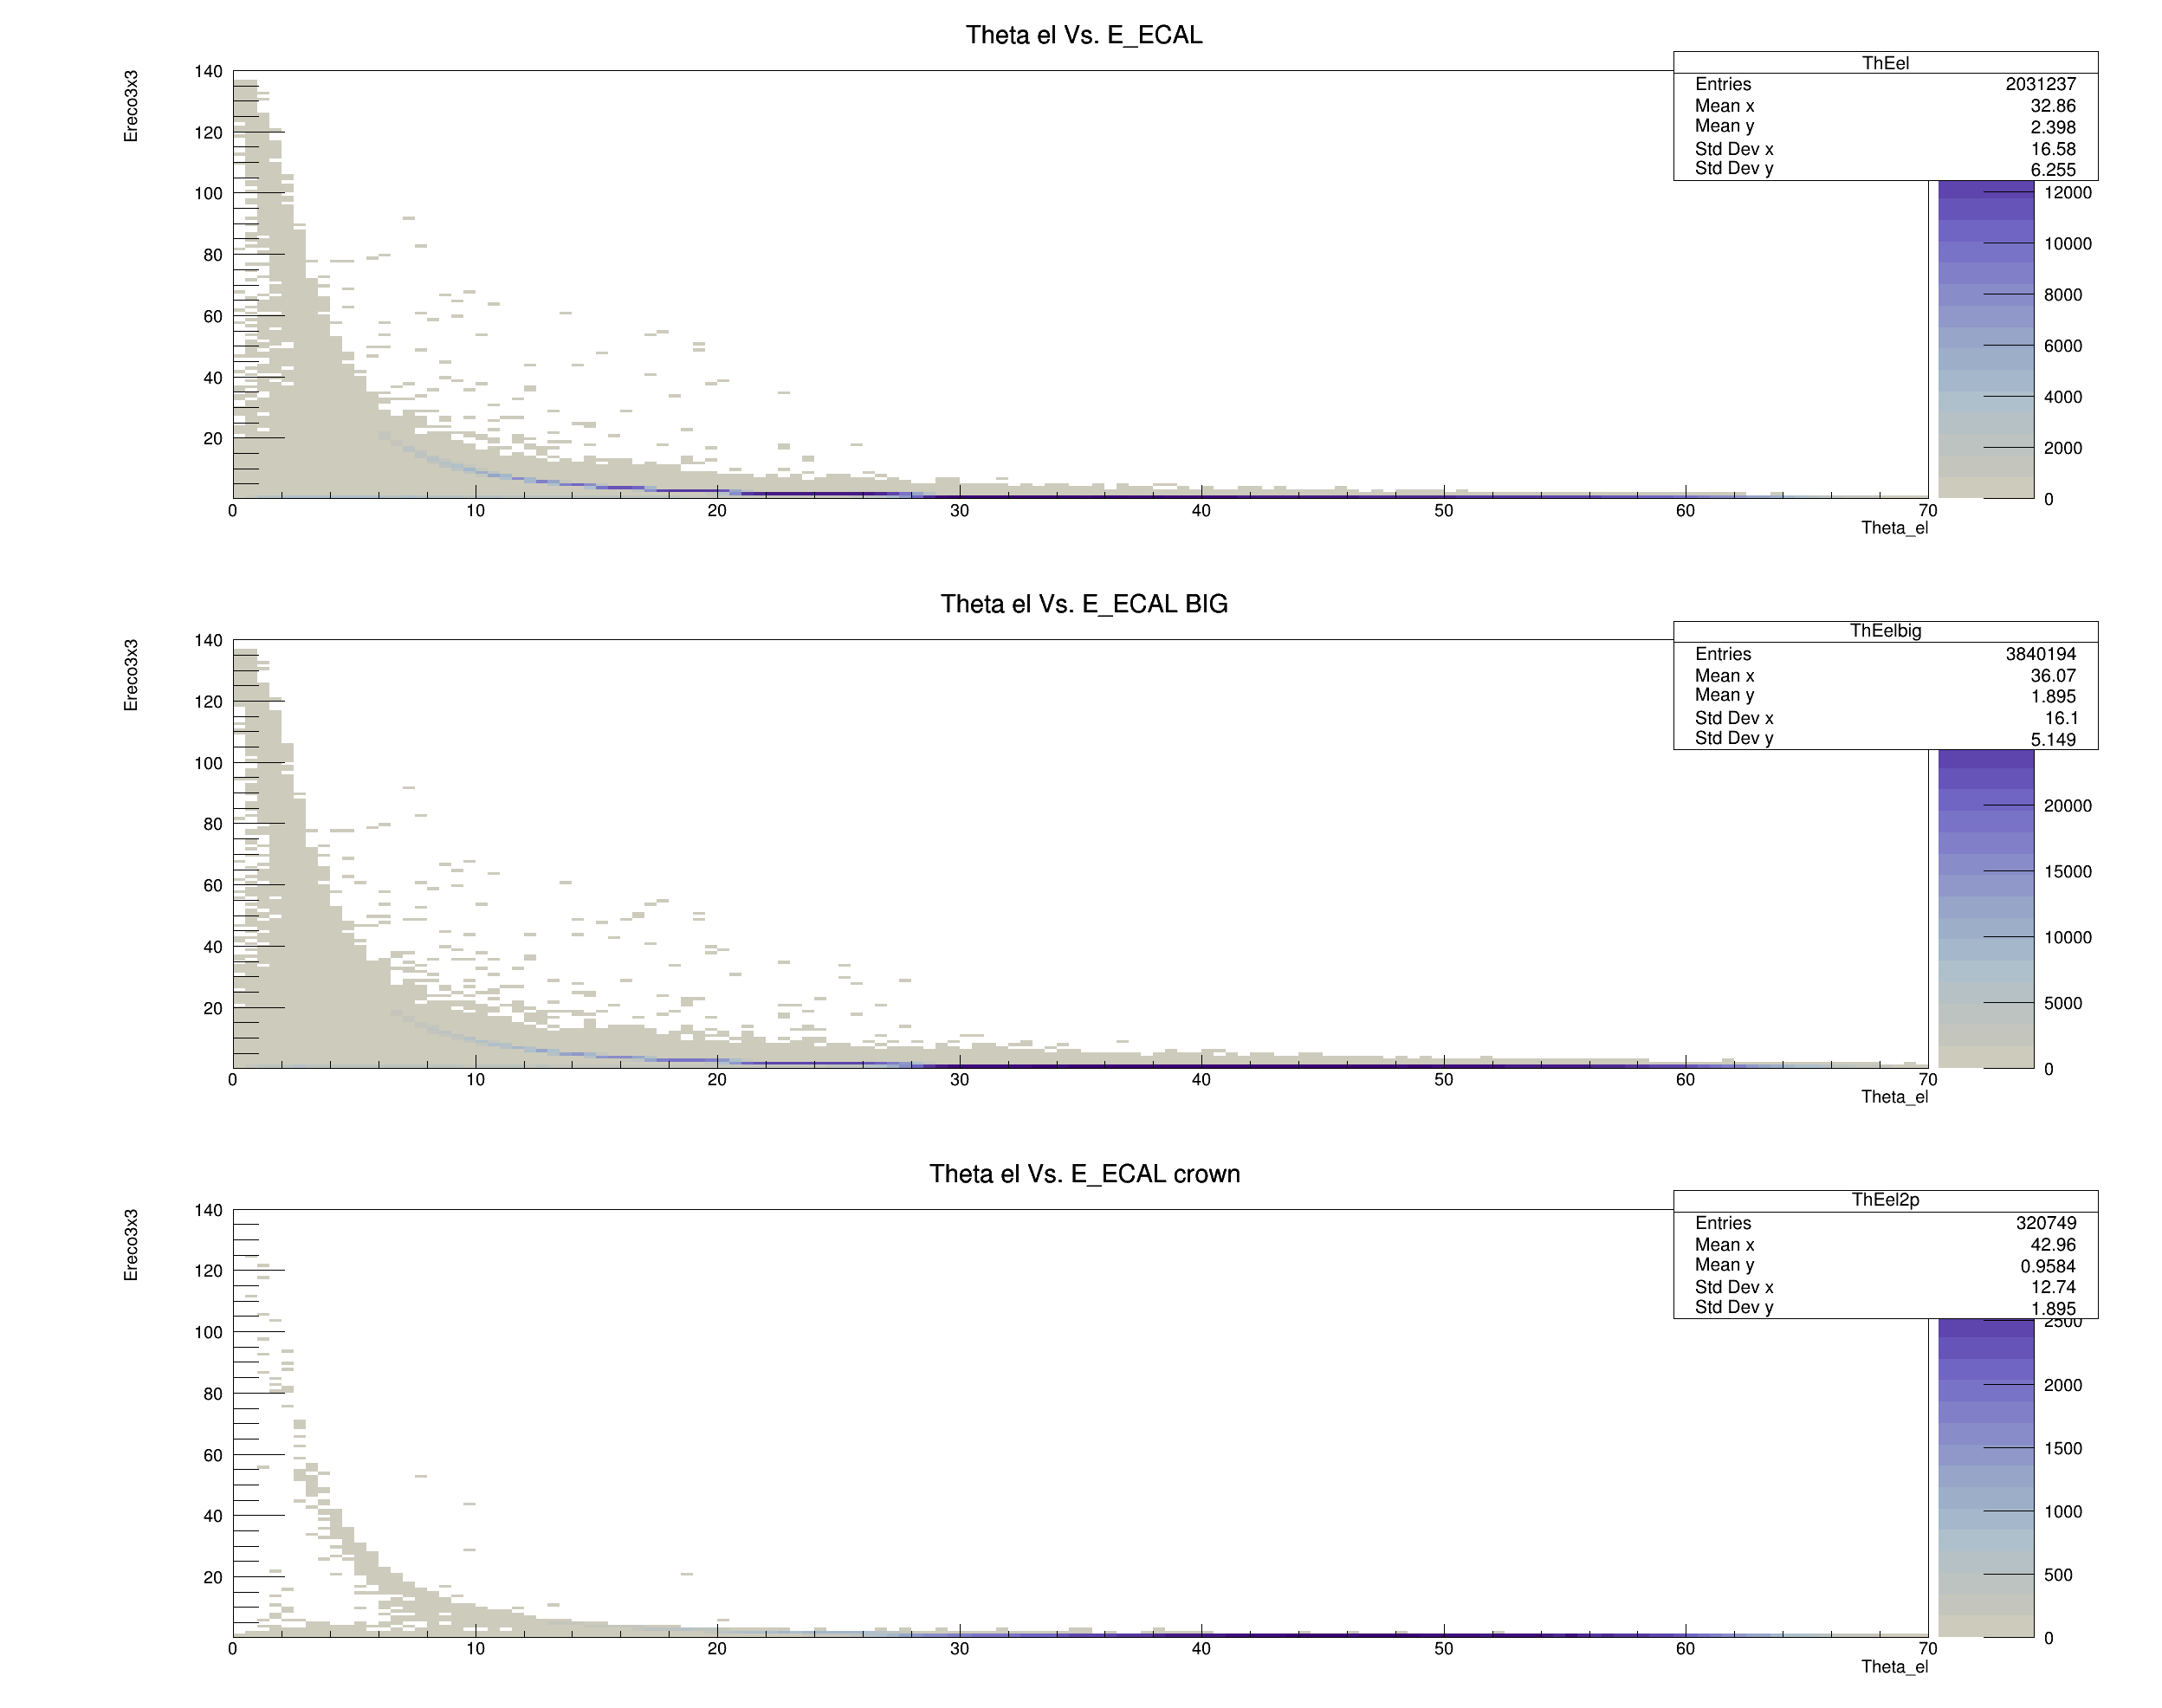 Theta el Vs. E_ECAL
Ereco3x3
140
120
100
80
60
40
20
0 10 20 30 40 50 60 70
Theta_el
ThEel
Entries 2031237
Mean x 32.86
Mean y 2.398
Std Dev x 16.58
Std Dev y 6.255
12000
10000
8000
6000
4000
2000
0
Theta el Vs. E_ECAL BIG
Ereco3x3
140
120
100
80
60
40
20
0 10 20 30 40 50 60 70
Theta_el
ThEelbig
Entries 3840194
Mean x 36.07
Mean y 1.895
Std Dev x 16.1
Std Dev y 5.149
20000
15000
10000
5000
0
Theta el Vs. E_ECAL crown
Ereco3x3
140
120
100
80
60
40
20
0 10 20 30 40 50 60 70
Theta_el
ThEel2p
Entries 320749
Mean x 42.96
Mean y 0.9584
Std Dev x 12.74
Std Dev y 1.895
2500
2000
1500
1000
500
0